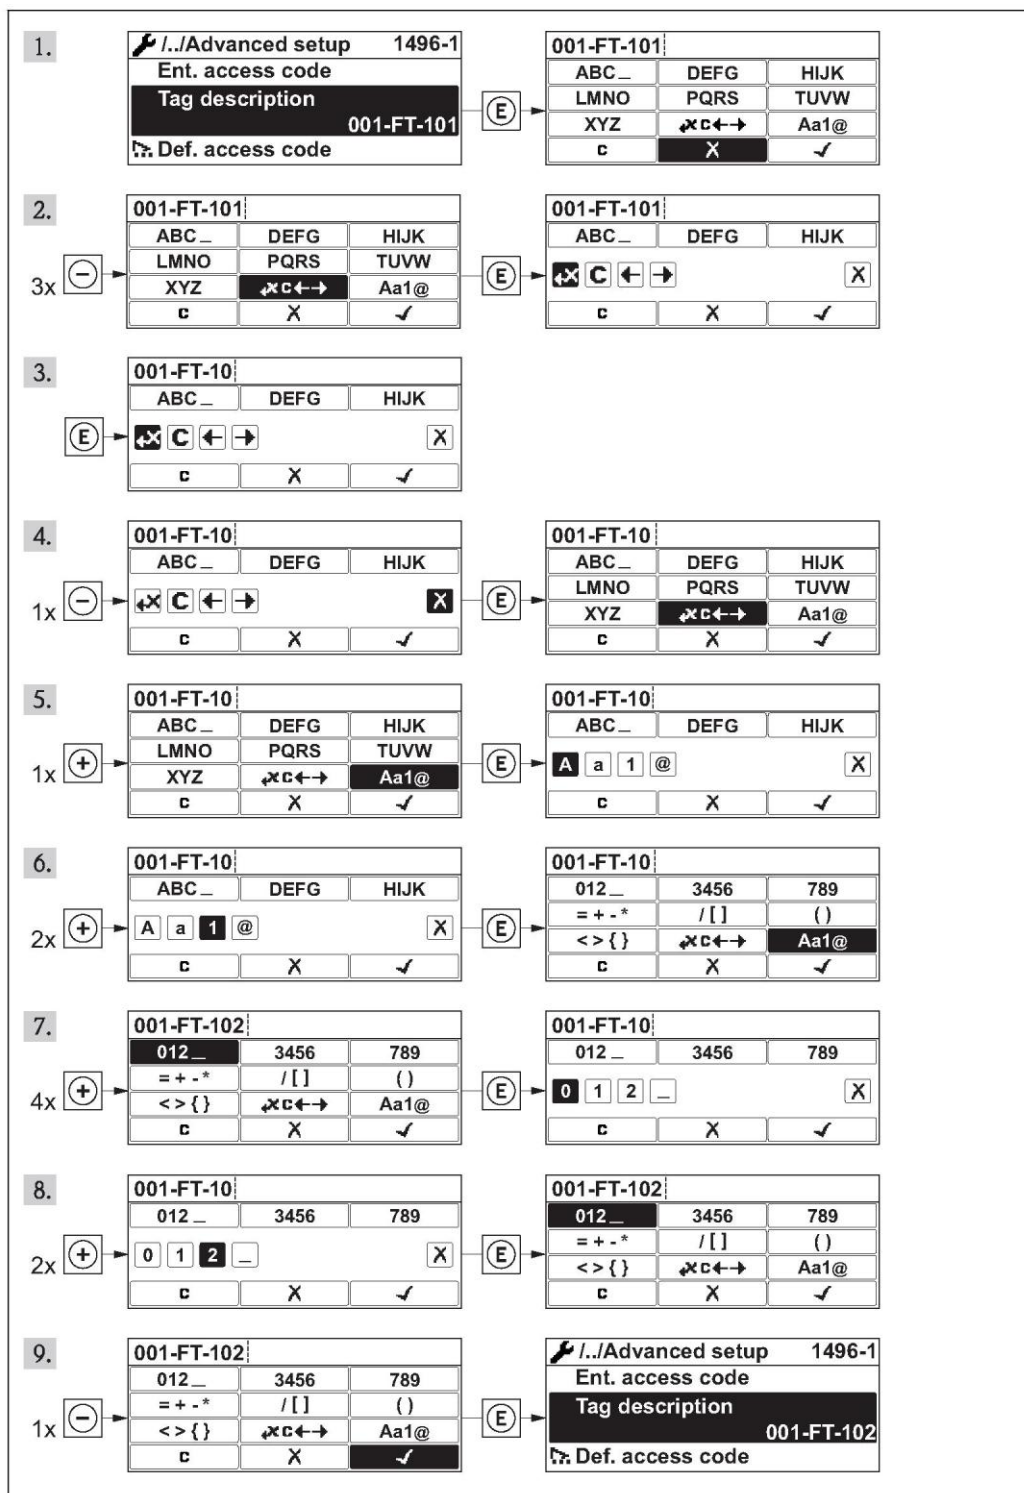 1.
/../Advanced setup 1496-1
Ent. access code
Tag description
001-FT-101
Def. access code
E
001-FT-101
ABC_ DEFG HIJK
LMNO PQRS TUVW
XYZ C Aa1@
C X ✓
2.
3x -
001-FT-101
ABC_ DEFG HIJK
LMNO PQRS TUVW
XYZ C Aa1@
C X ✓
E
001-FT-101
ABC_ DEFG HIJK
X C ← → X
C X ✓
3.
E
001-FT-10
ABC_ DEFG HIJK
X C ← → X
C X ✓
4.
1x -
001-FT-10
ABC_ DEFG HIJK
X C ← → X
C X ✓
E
001-FT-10
ABC_ DEFG HIJK
LMNO PQRS TUVW
XYZ C Aa1@
C X ✓
5.
1x +
001-FT-10
ABC_ DEFG HIJK
LMNO PQRS TUVW
XYZ C Aa1@
C X ✓
E
001-FT-10
ABC_ DEFG HIJK
A a 1 @ X
C X ✓
6.
2x +
001-FT-10
ABC_ DEFG HIJK
A a 1 @ X
C X ✓
E
001-FT-10
012_ 3456 789
= + - * / [ ] ( )
< > { } C Aa1@
C X ✓
7.
4x +
001-FT-102
012_ 3456 789
= + - * / [ ] ( )
< > { } C Aa1@
C X ✓
E
001-FT-10
012_ 3456 789
0 1 2 _ X
C X ✓
8.
2x +
001-FT-10
012_ 3456 789
0 1 2 _ X
C X ✓
E
001-FT-102
012_ 3456 789
= + - * / [ ] ( )
< > { } C Aa1@
C X ✓
9.
1x -
001-FT-102
012_ 3456 789
= + - * / [ ] ( )
< > { } C Aa1@
C X ✓
E
/../Advanced setup 1496-1
Ent. access code
Tag description
001-FT-102
Def. access code